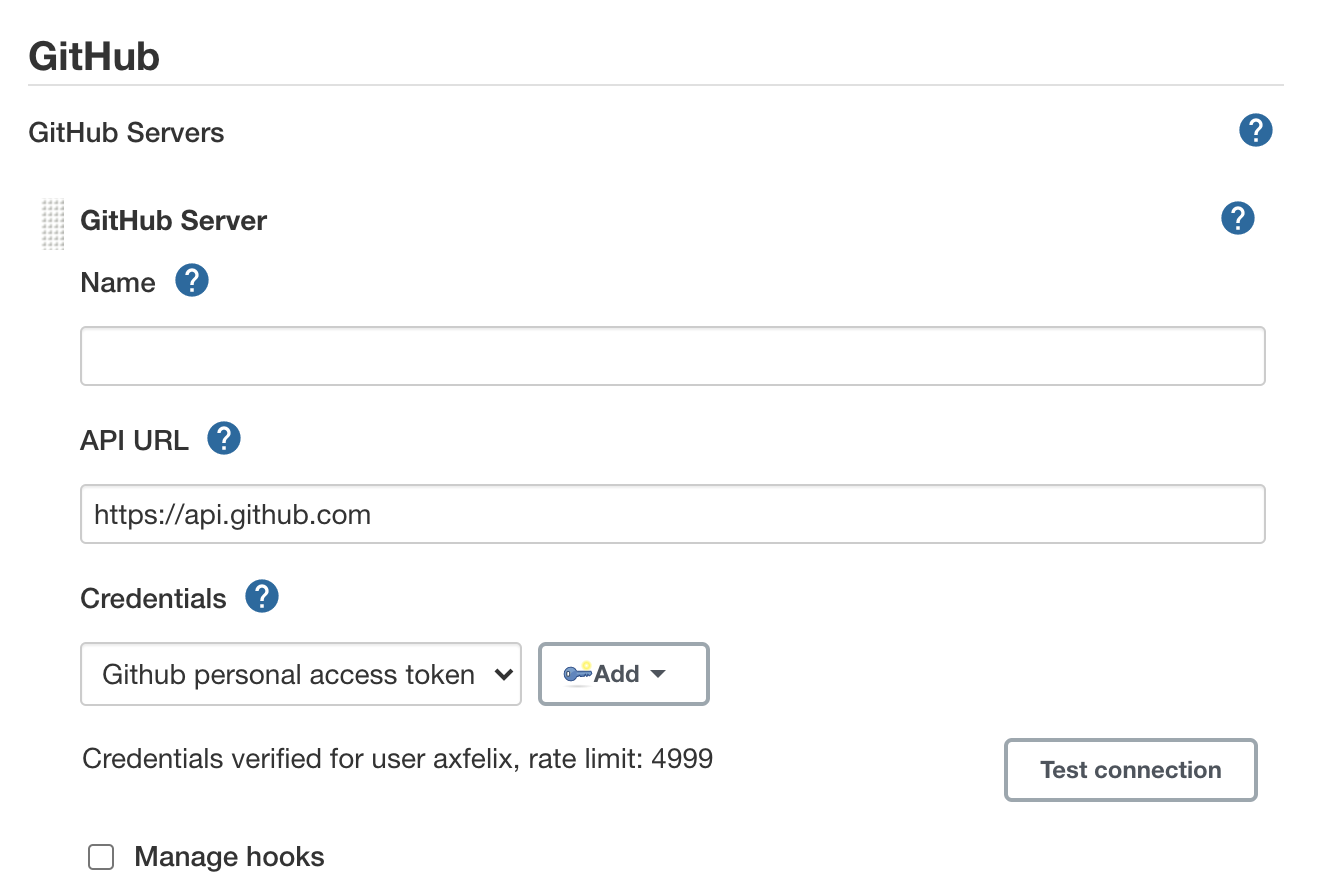 GitHub
GitHub Servers
?
GitHub Server
?
Name ?
API URL ?
https://api.github.com
Credentials ?
Github personal access token
Add
Credentials verified for user axfelix, rate limit: 4999
Test connection
Manage hooks